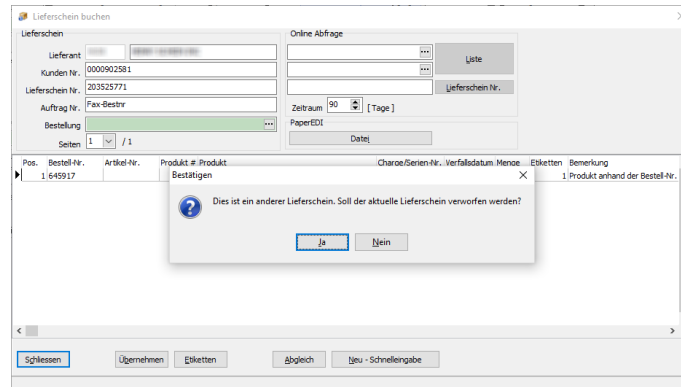 Lieferschein buchen
Lieferschein
Lieferant
Kunden Nr. 0000902581
Lieferschein Nr. 203525771
Auftrag Nr. Fax-Bestnr
Bestellung ...
Seiten 1 / 1
Online Abfrage
...
...
Liste
Lieferschein Nr.
Zeitraum 90 [Tage]
PaperEDI
Datei
Pos. Bestell-Nr. Artikel-Nr. Produkt # Produkt Charge/Serien-Nr. Verfallsdatum Menge Etiketten Bemerkung
1 645917 1 Produkt anhand der Bestell-Nr.
Bestätigen
Dies ist ein anderer Lieferschein. Soll der aktuelle Lieferschein verworfen werden?
Ja Nein
Schliessen Übernehmen Etiketten Abgleich Neu - Schnelleingabe